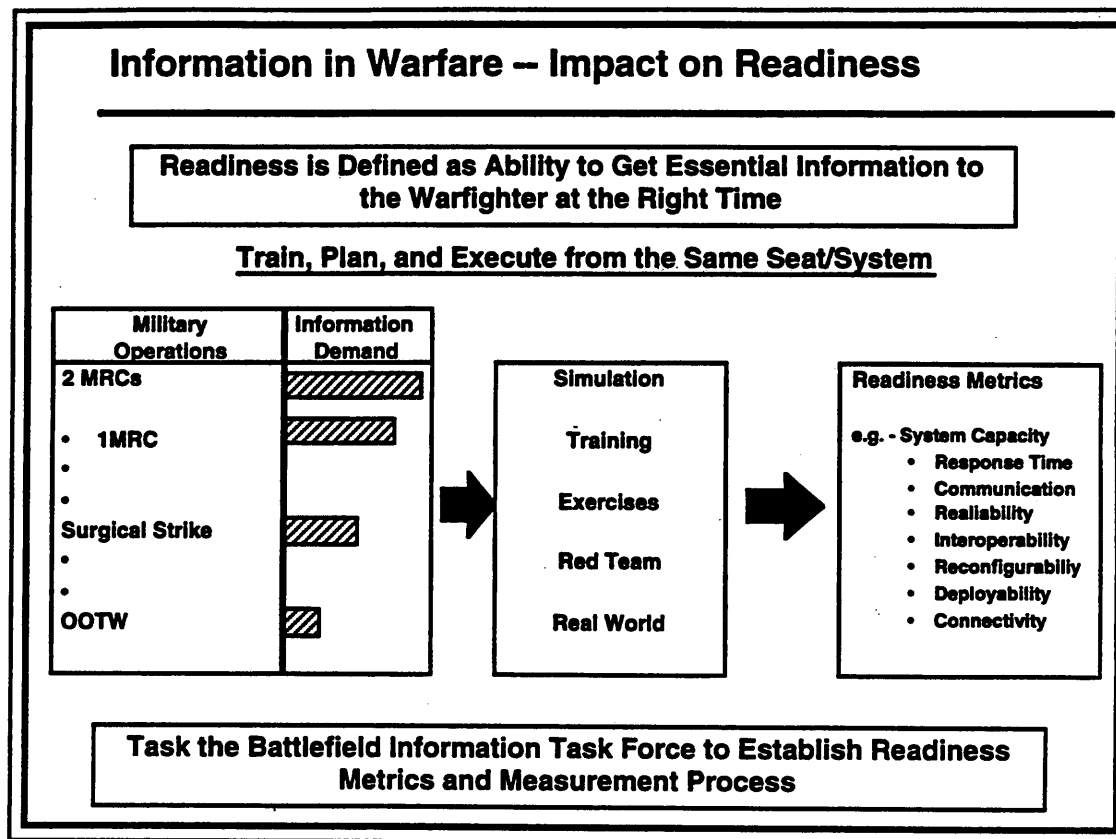 Information in Warfare -- Impact on Readiness
Readiness is Defined as Ability to Get Essential Information to
the Warfighter at the Right Time
Train, Plan, and Execute from the Same Seat/System
Military
Operations
Information
Demand
2 MRCs
• 1MRC
•
•
Surgical Strike
•
•
OOTW
Simulation
Training
Exercises
Red Team
Real World
Readiness Metrics
e.g. - System Capacity
• Response Time
• Communication
• Realiability
• Interoperability
• Reconfigurabiliy
• Deployability
• Connectivity
Task the Battlefield Information Task Force to Establish Readiness
Metrics and Measurement Process